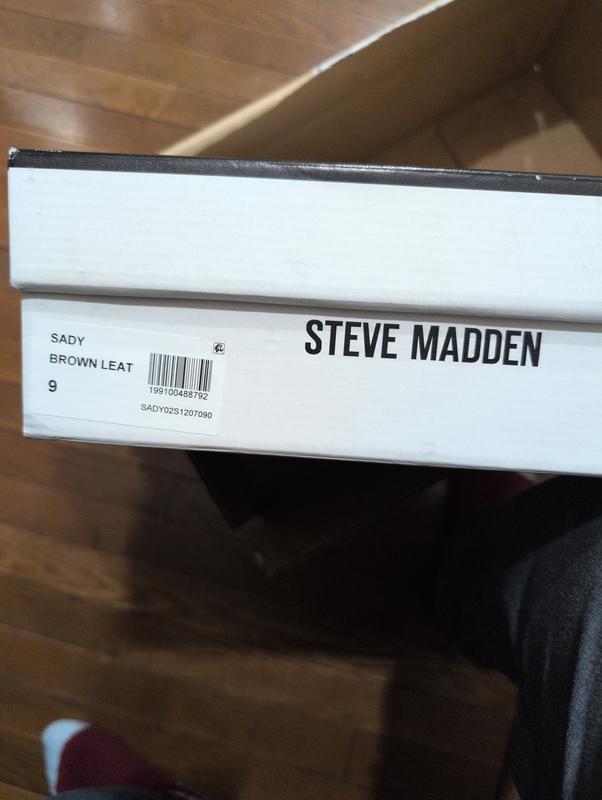 STEVE MADDEN
SADY
BROWN LEAT
9
199100488792
SADY02S1207090